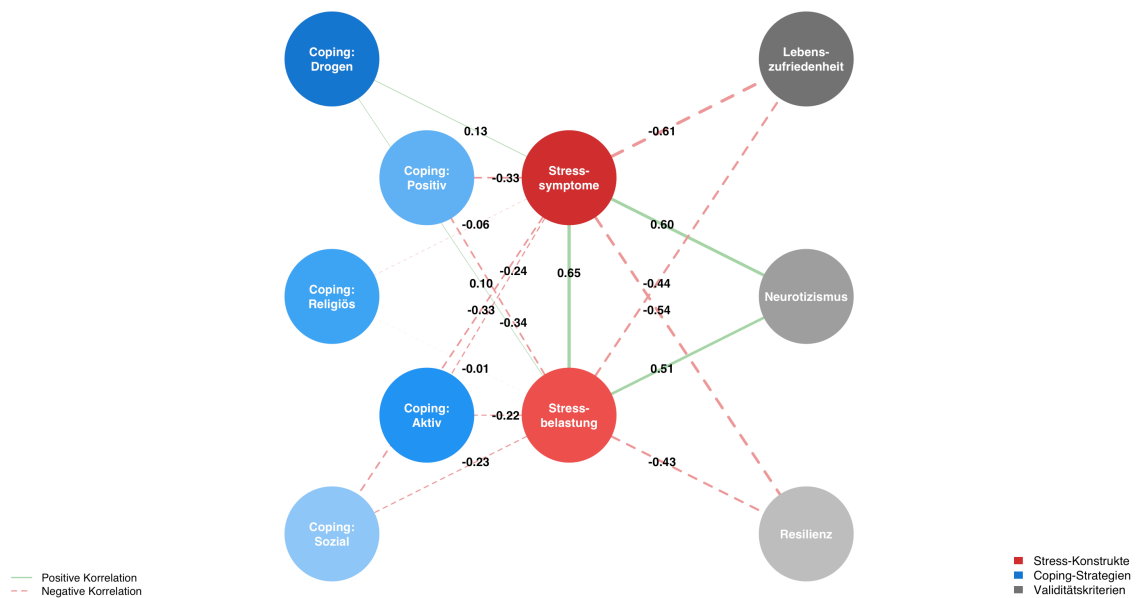 Coping:
Drogen
Lebens-
zufriedenheit
0.13
-0.61
Coping:
Positiv
-0.33
Stress-
symptome
-0.06
0.60
-0.24
0.65
0.10
-0.44
Coping:
Religiös
Neurotizismus
-0.33
-0.54
-0.34
-0.01
0.51
Coping:
Aktiv
-0.22
Stress-
belastung
-0.23
-0.43
Coping:
Sozial
Resilienz
Positive Korrelation
Negative Korrelation
Stress-Konstrukte
Coping-Strategien
Validitätskriterien